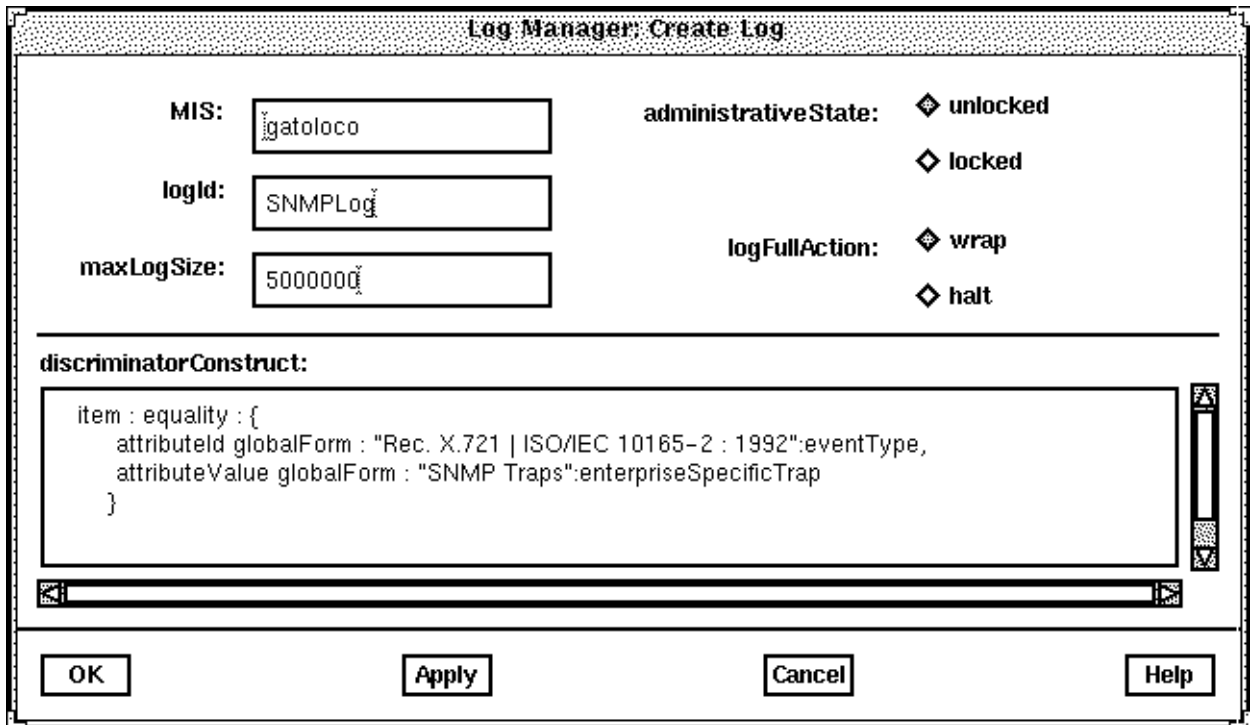 Log Manager: Create Log
MIS: gatoloco
logId: SNMPLog
maxLogSize: 5000000
administrativeState: unlocked
locked
logFullAction: wrap
halt
discriminatorConstruct:
item : equality : {
attributeId globalForm : "Rec. X.721 | ISO/IEC 10165–2 : 1992":eventType,
attributeValue globalForm : "SNMP Traps":enterpriseSpecificTrap
}
OK Apply Cancel Help